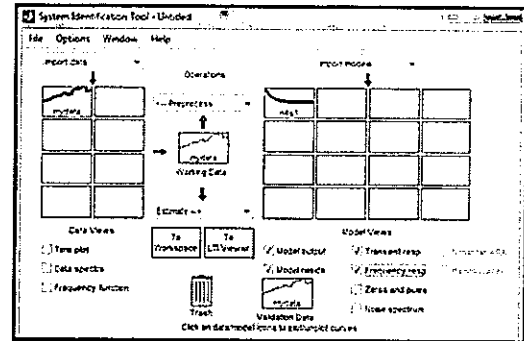 System Identification Tool - Untitled
File Options Window Help
Import data
Import models
Operations
<-- Preprocess
mydata
n4s1
mydata
Working Data
Estimate -->
Data Views
To Workspace
To LTI Viewer
Model Views
Time plot
Data spectra
Frequency function
Model output
Model resids
Transient resp
Frequency resp
Zeros and poles
Noise spectrum
Nonlinear ARX
Trash
mydata
Validation Data
Click on data/model icons to plot/unplot curves.